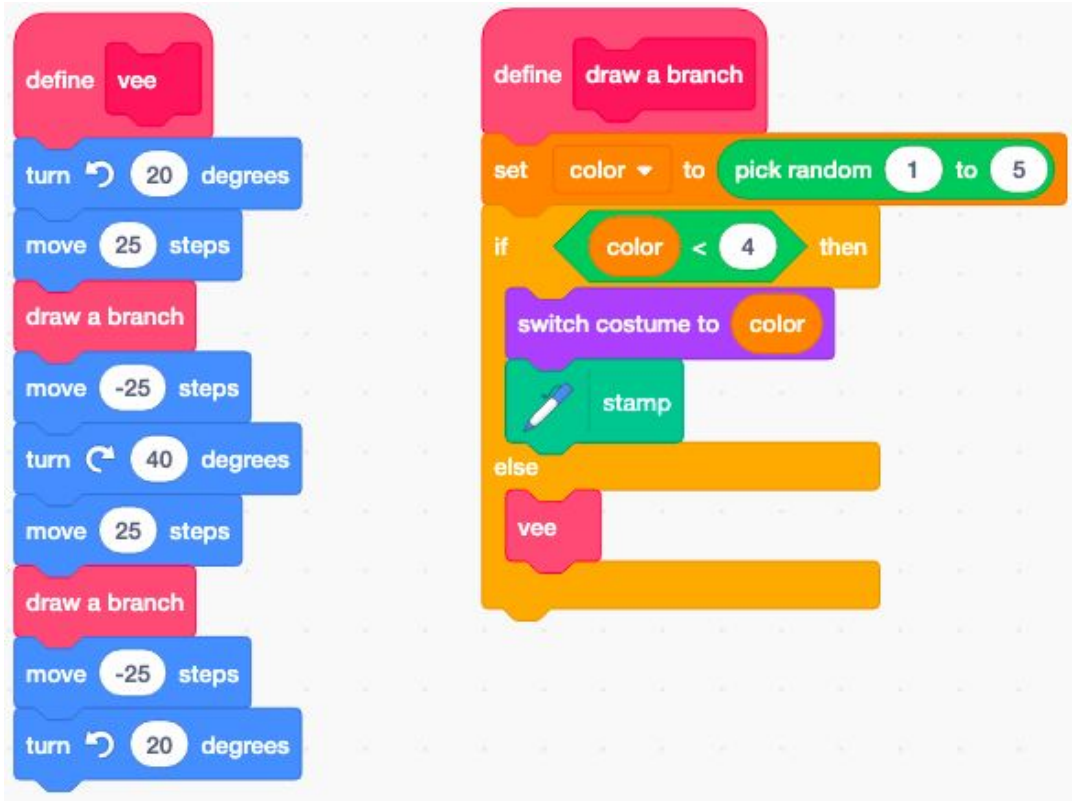 define vee
turn 20 degrees
move 25 steps
draw a branch
move -25 steps
turn 40 degrees
move 25 steps
draw a branch
move -25 steps
turn 20 degrees
define draw a branch
set color to pick random 1 to 5
if color < 4 then
switch costume to color
stamp
else
vee